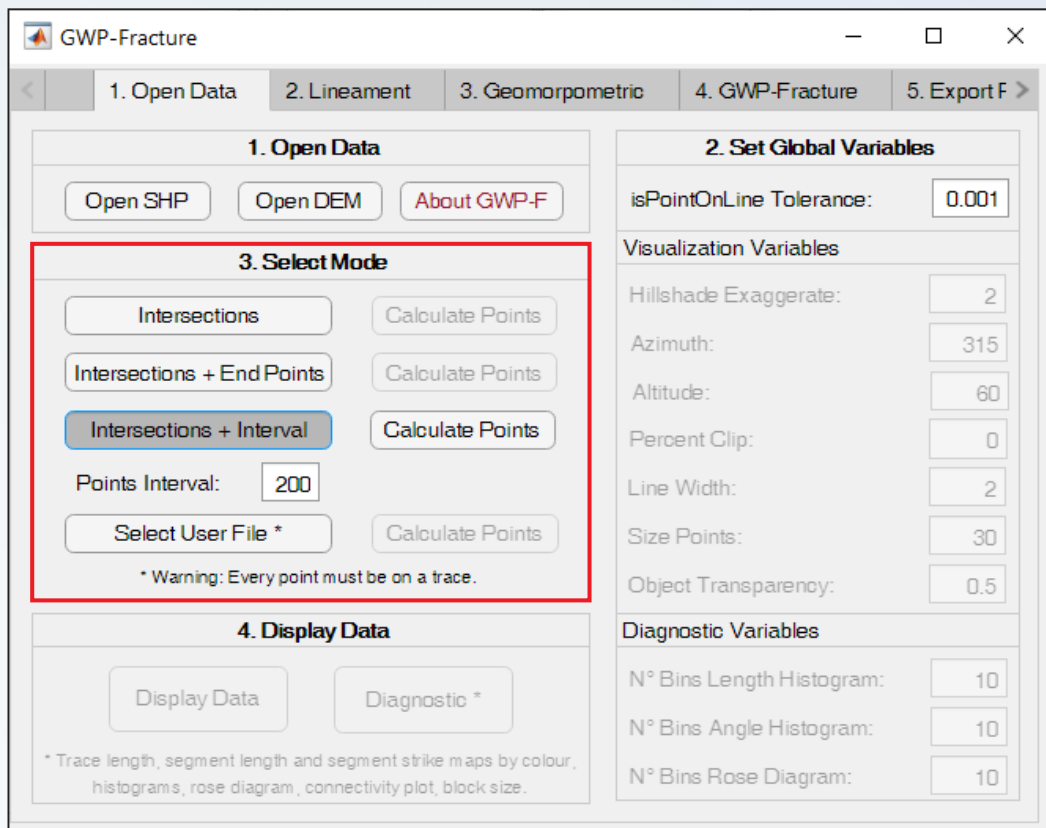 GWP-Fracture
1. Open Data
2. Lineament
3. Geomorpometric
4. GWP-Fracture
5. Export F
1. Open Data
Open SHP
Open DEM
About GWP-F
3. Select Mode
Intersections
Calculate Points
Intersections + End Points
Calculate Points
Intersections + Interval
Calculate Points
Points Interval: 200
Select User File *
Calculate Points
* Warning: Every point must be on a trace.
4. Display Data
Display Data
Diagnostic *
* Trace length, segment length and segment strike maps by colour,
histograms, rose diagram, connectivity plot, block size.
2. Set Global Variables
isPointOnLine Tolerance: 0.001
Visualization Variables
Hillshade Exaggerate: 2
Azimuth: 315
Altitude: 60
Percent Clip: 0
Line Width: 2
Size Points: 30
Object Transparency: 0.5
Diagnostic Variables
N° Bins Length Histogram: 10
N° Bins Angle Histogram: 10
N° Bins Rose Diagram: 10